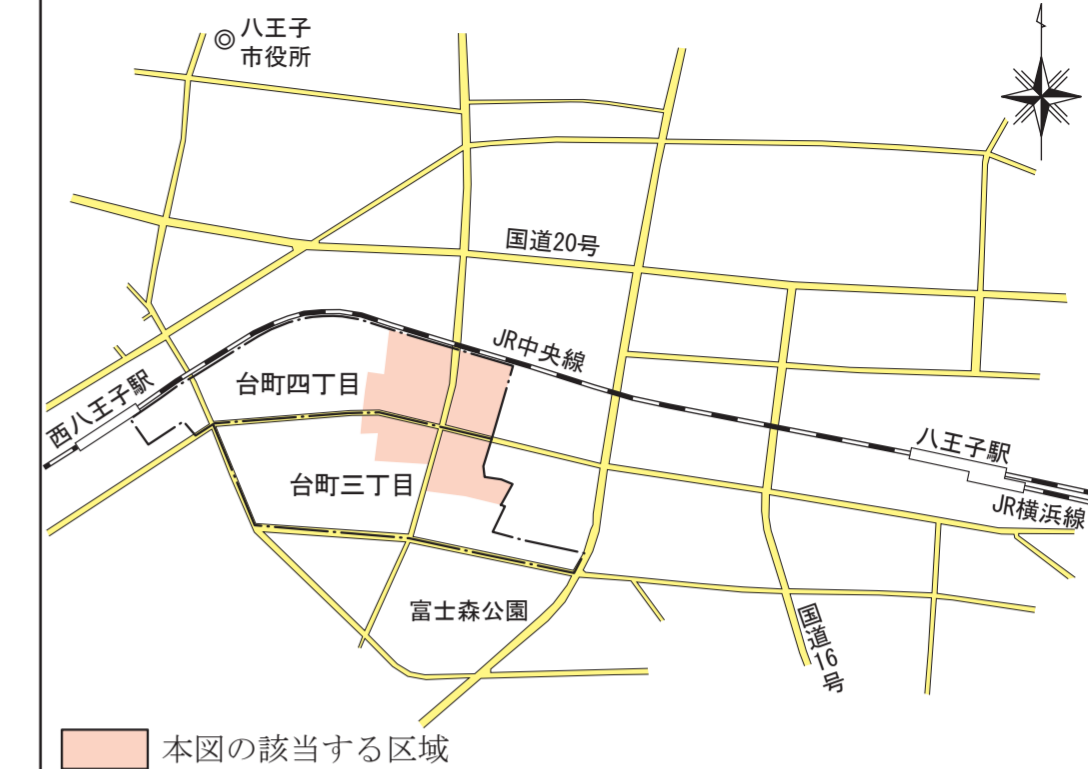 八王子
市役所
国道20号
JR中央線
台町四丁目
西八王子駅
八王子駅
台町三丁目
JR横浜線
富士森公園
国道16号
本図の該当する区域